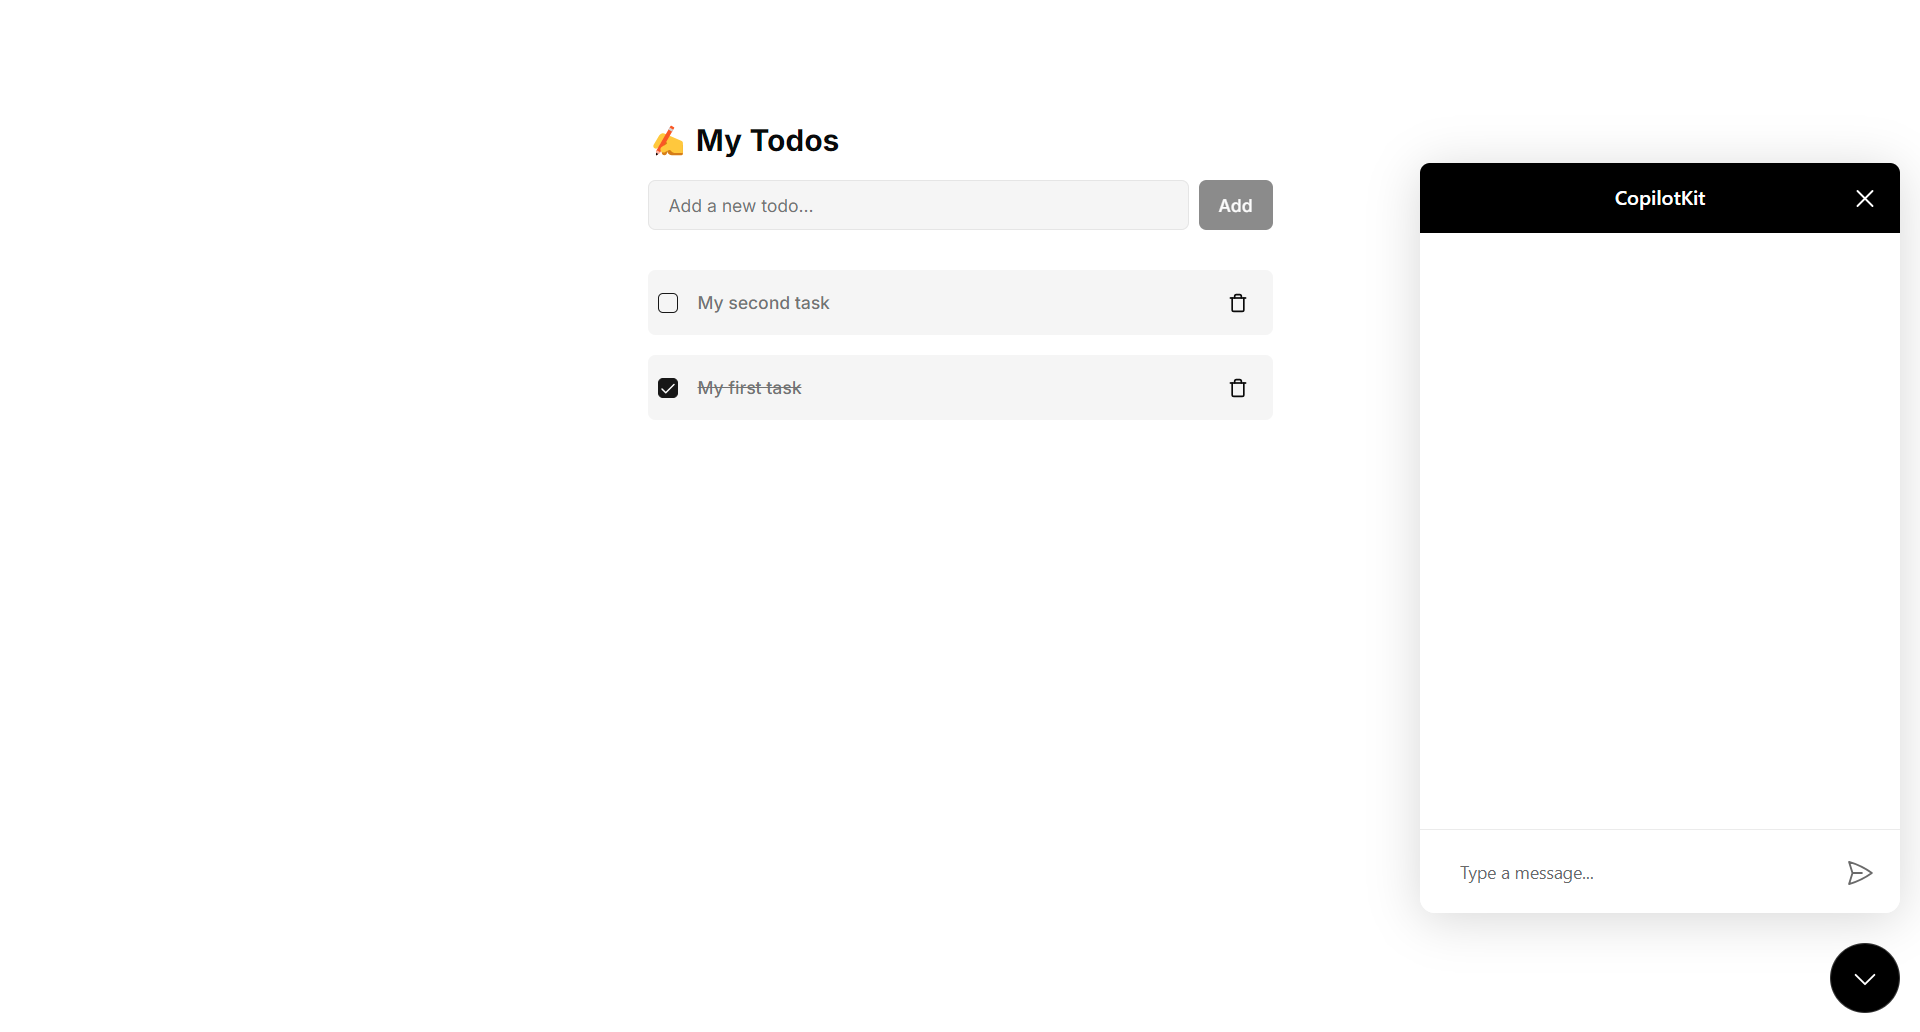 ✍️ My Todos
Add a new todo...
Add
My second task
My first task
CopilotKit
Type a message...